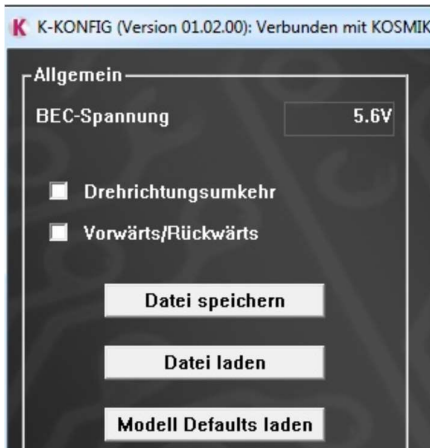 K K-KONFIG (Version 01.02.00): Verbunden mit KOSMIK
Allgemein
BEC-Spannung 5.6V
Drehrichtungsumkehr
Vorwärts/Rückwärts
Datei speichern
Datei laden
Modell Defaults laden